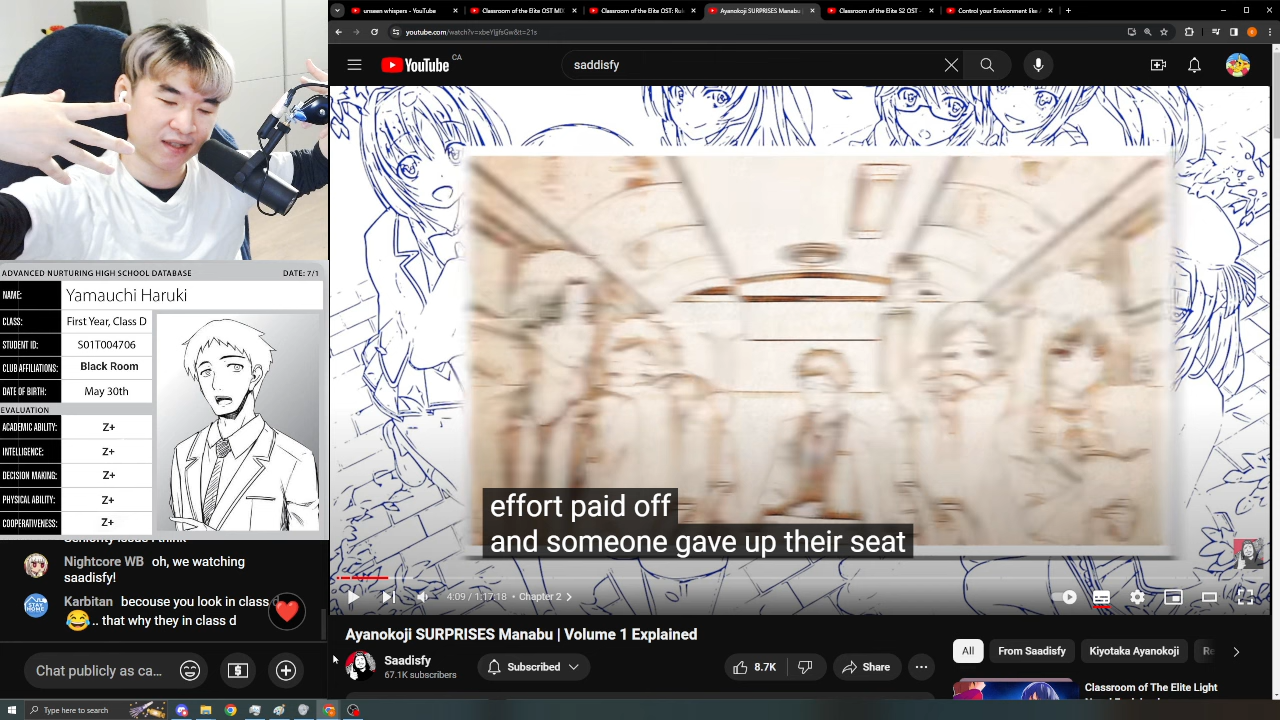 unseen whispers - YouTube
Classroom of the Elite OST
Classroom of the Elite OST:
Ayanokoji SURPRISES Manabu
Classroom of the Elite S2 OST -
Control your Environment like
youtube.com/watch?v=xbeYJjjfsGw&t=21s
YouTube CA
saddisfy
ADVANCED NURTURING HIGH SCHOOL DATABASE DATE: 7/1
NAME: Yamauchi Haruki
CLASS: First Year, Class D
STUDENT ID: S01T004706
CLUB AFFILIATIONS: Black Room
DATE OF BIRTH: May 30th
EVALUATION
ACADEMIC ABILITY: Z+
INTELLIGENCE: Z+
DECISION MAKING: Z+
PHYSICAL ABILITY: Z+
COOPERATIVENESS: Z+
effort paid off
and someone gave up their seat
Nightcore WB oh, we watching
saadisfy!
Karbitan becouse you look in class d
😂.. that why they in class d
4:09 / 1:17:18 • Chapter 2
Ayanokoji SURPRISES Manabu | Volume 1 Explained
Saadisfy
67.1K subscribers
Subscribed
8.7K
Share
All
From Saadisfy
Kiyotaka Ayanokoji
Re
Classroom of The Elite Light
Chat publicly as ca...
Type here to search